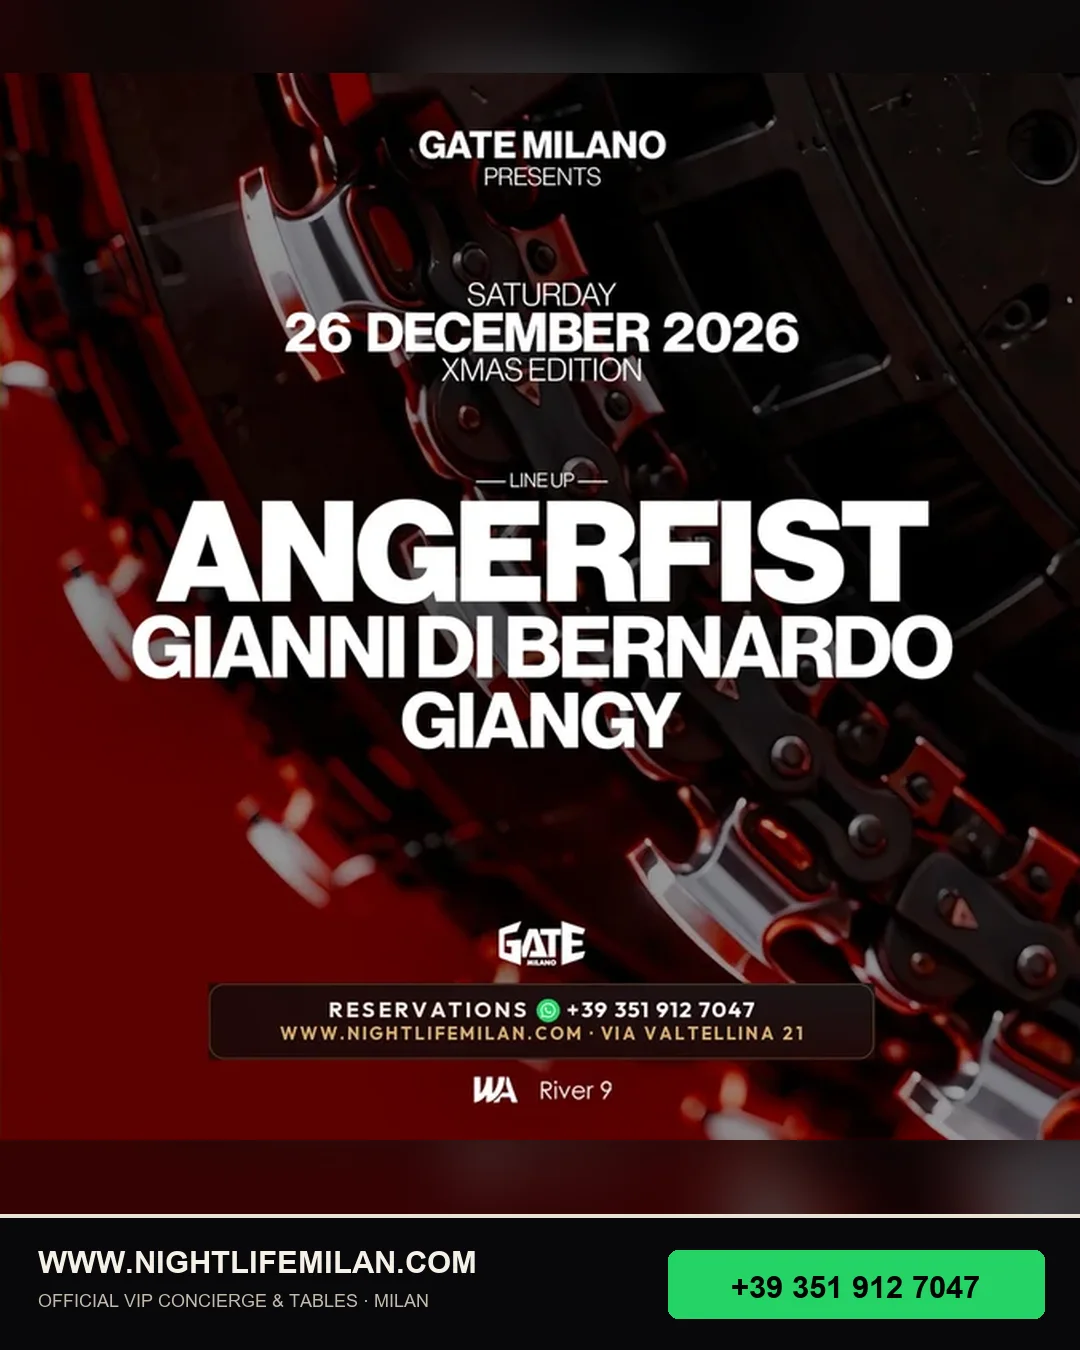 GATE MILANO
PRESENTS
SATURDAY
26 DECEMBER 2026
XMAS EDITION
LINE UP
ANGERFIST
GIANNI DI BERNARDO
GIANGY
GATE
MILANO
RESERVATIONS +39 351 912 7047
WWW.NIGHTLIFEMILAN.COM · VIA VALTELLINA 21
WA River 9
WWW.NIGHTLIFEMILAN.COM
OFFICIAL VIP CONCIERGE & TABLES · MILAN
+39 351 912 7047